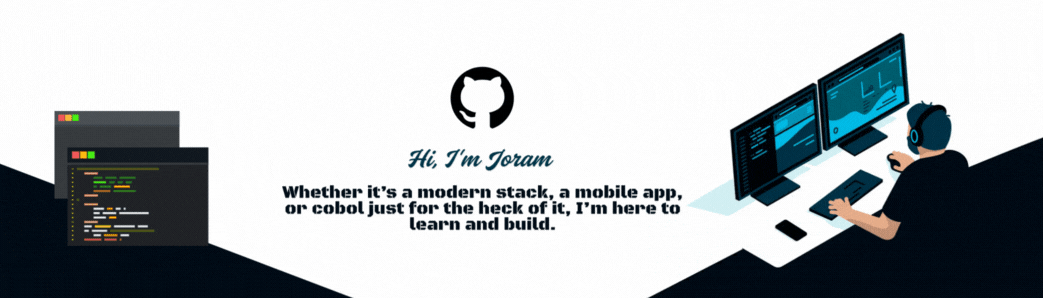 Hi, I'm Joram
Whether it's a modern stack, a mobile app,
or cobol just for the heck of it, I'm here to
learn and build.